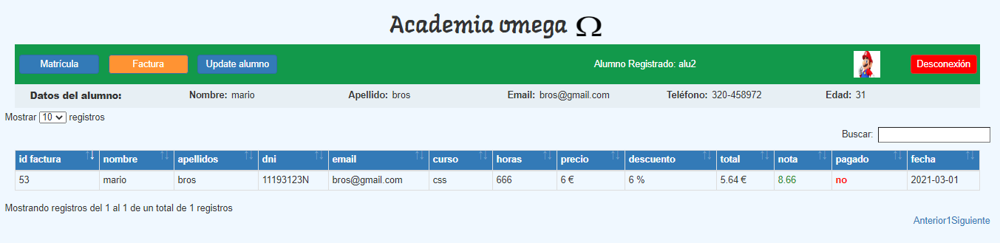 Academia omega Ω
Matrícula Factura Update alumno Alumno Registrado: alu2 Desconexión
Datos del alumno: Nombre: mario Apellido: bros Email: bros@gmail.com Teléfono: 320-458972 Edad: 31
Mostrar 10 registros
Buscar:
id factura nombre apellidos dni email curso horas precio descuento total nota pagado fecha
53 mario bros 11193123N bros@gmail.com css 666 6 € 6 % 5.64 € 8.66 no 2021-03-01
Mostrando registros del 1 al 1 de un total de 1 registros
Anterior1Siguiente